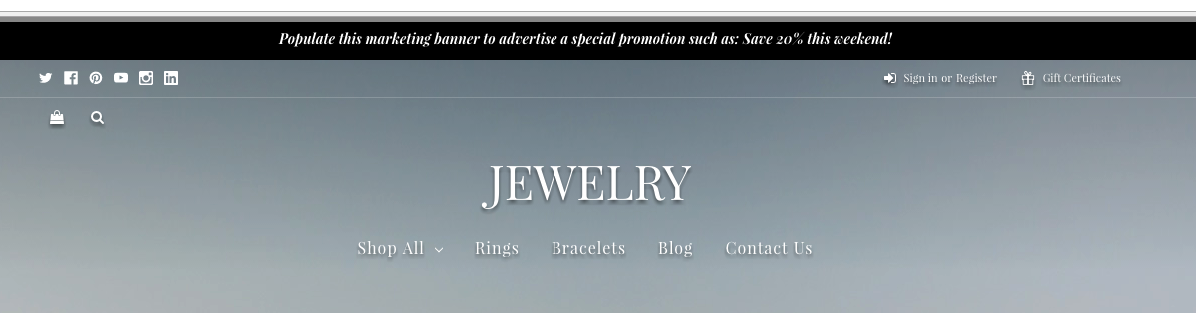 Populate this marketing banner to advertise a special promotion such as: Save 20% this weekend!
Sign in or Register Gift Certificates
JEWELRY
Shop All Rings Bracelets Blog Contact Us